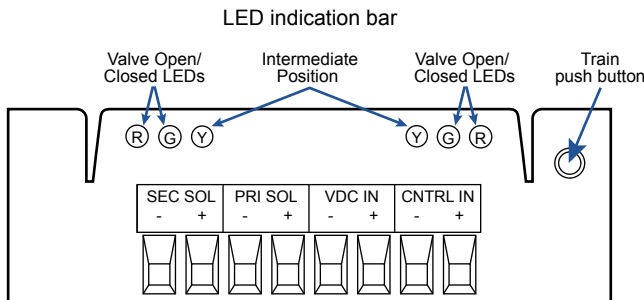 LED indication bar
Valve Open/
Closed LEDs
Intermediate
Position
Valve Open/
Closed LEDs
Train
push button
R G Y Y G R
SEC SOL PRI SOL VDC IN CNTRL IN
- + - + - + - +